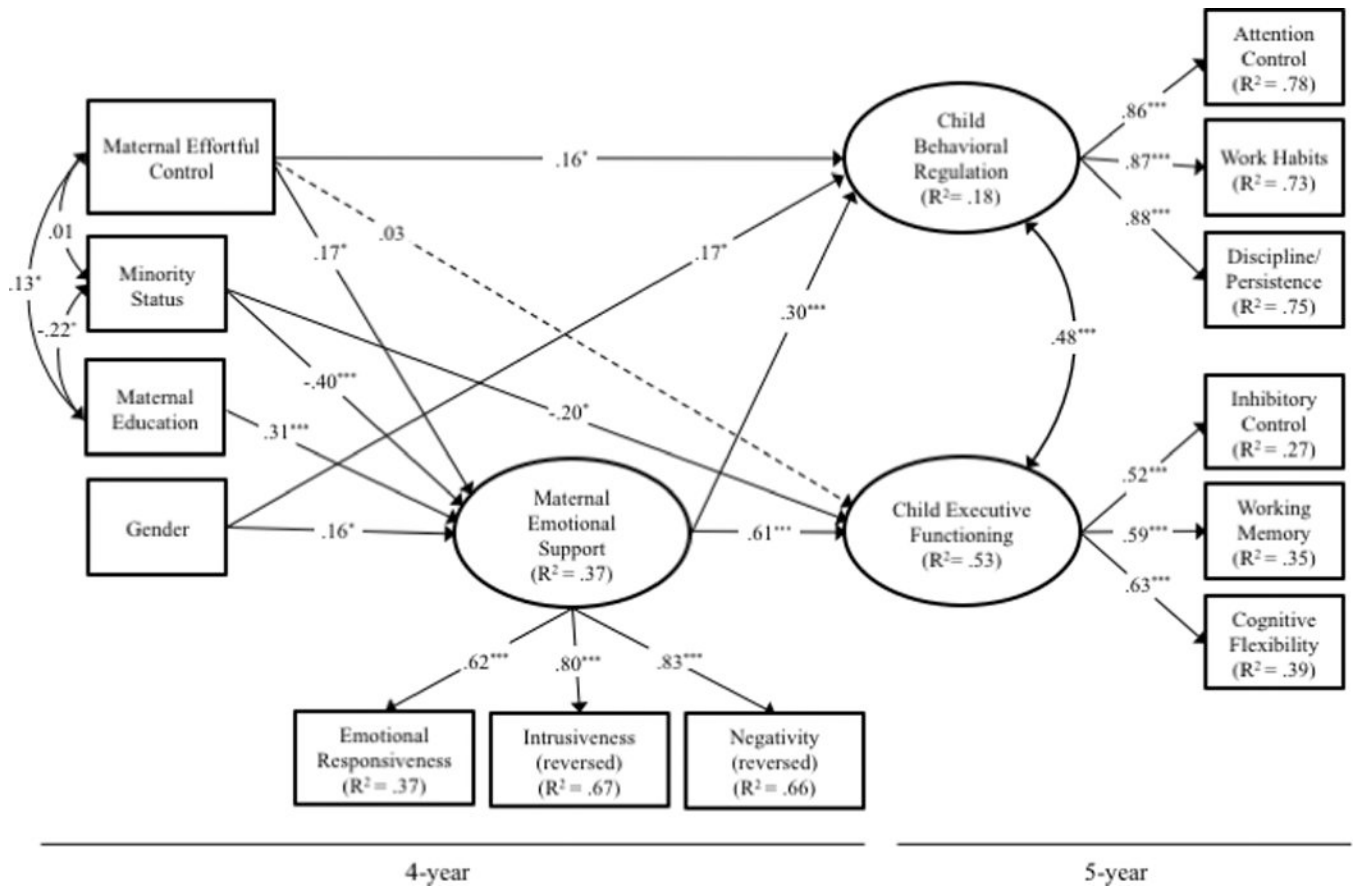 Maternal Effortful
Control
Minority
Status
Maternal
Education
Gender
.01
.13*
-.22*
.16*
.17*
.03
.17*
-.40***
-.20*
.31***
.16*
.30***
.61***
.48***
Maternal
Emotional
Support
(R² = .37)
.62***
.80***
.83***
Emotional
Responsiveness
(R² = .37)
Intrusiveness
(reversed)
(R² = .67)
Negativity
(reversed)
(R² = .66)
Child
Behavioral
Regulation
(R²= .18)
Child Executive
Functioning
(R²= .53)
.86***
.87***
.88***
Attention
Control
(R² = .78)
Work Habits
(R² = .73)
Discipline/
Persistence
(R² = .75)
.52***
.59***
.63***
Inhibitory
Control
(R² = .27)
Working
Memory
(R² = .35)
Cognitive
Flexibility
(R² = .39)
4-year
5-year